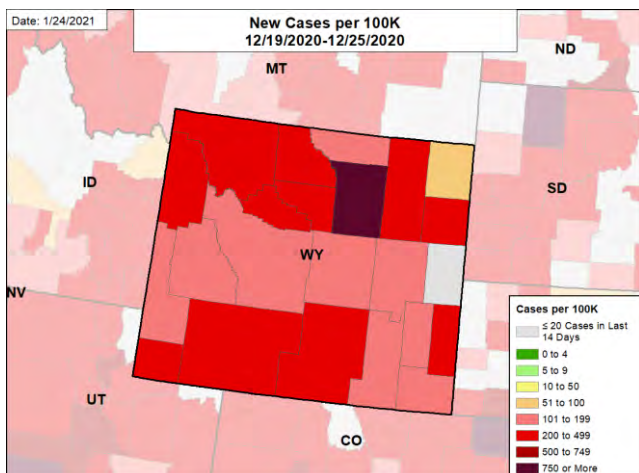 Date: 1/24/2021
New Cases per 100K
12/19/2020-12/25/2020
MT
ND
ID
SD
WY
NV
UT
CO
Cases per 100K
≤ 20 Cases in Last
14 Days
0 to 4
5 to 9
10 to 50
51 to 100
101 to 199
200 to 499
500 to 749
750 or More